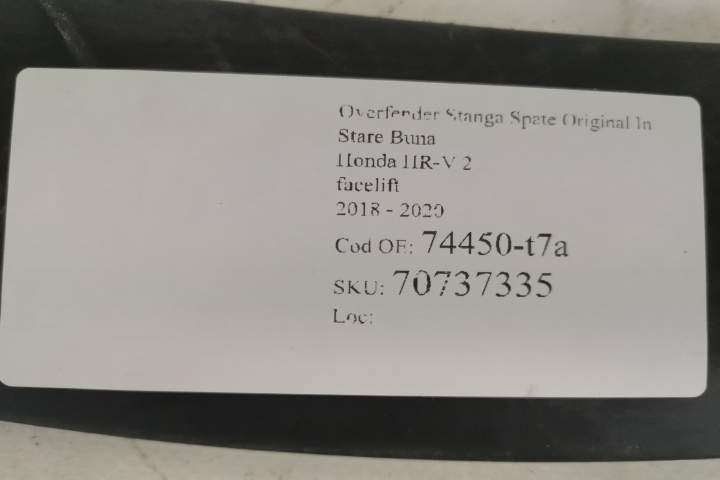 Overfender Stanga Spate Original In
Stare Buna
Honda HR-V 2
facelift
2018 - 2020
Cod OE: 74450-t7a
SKU: 70737335
Loc: